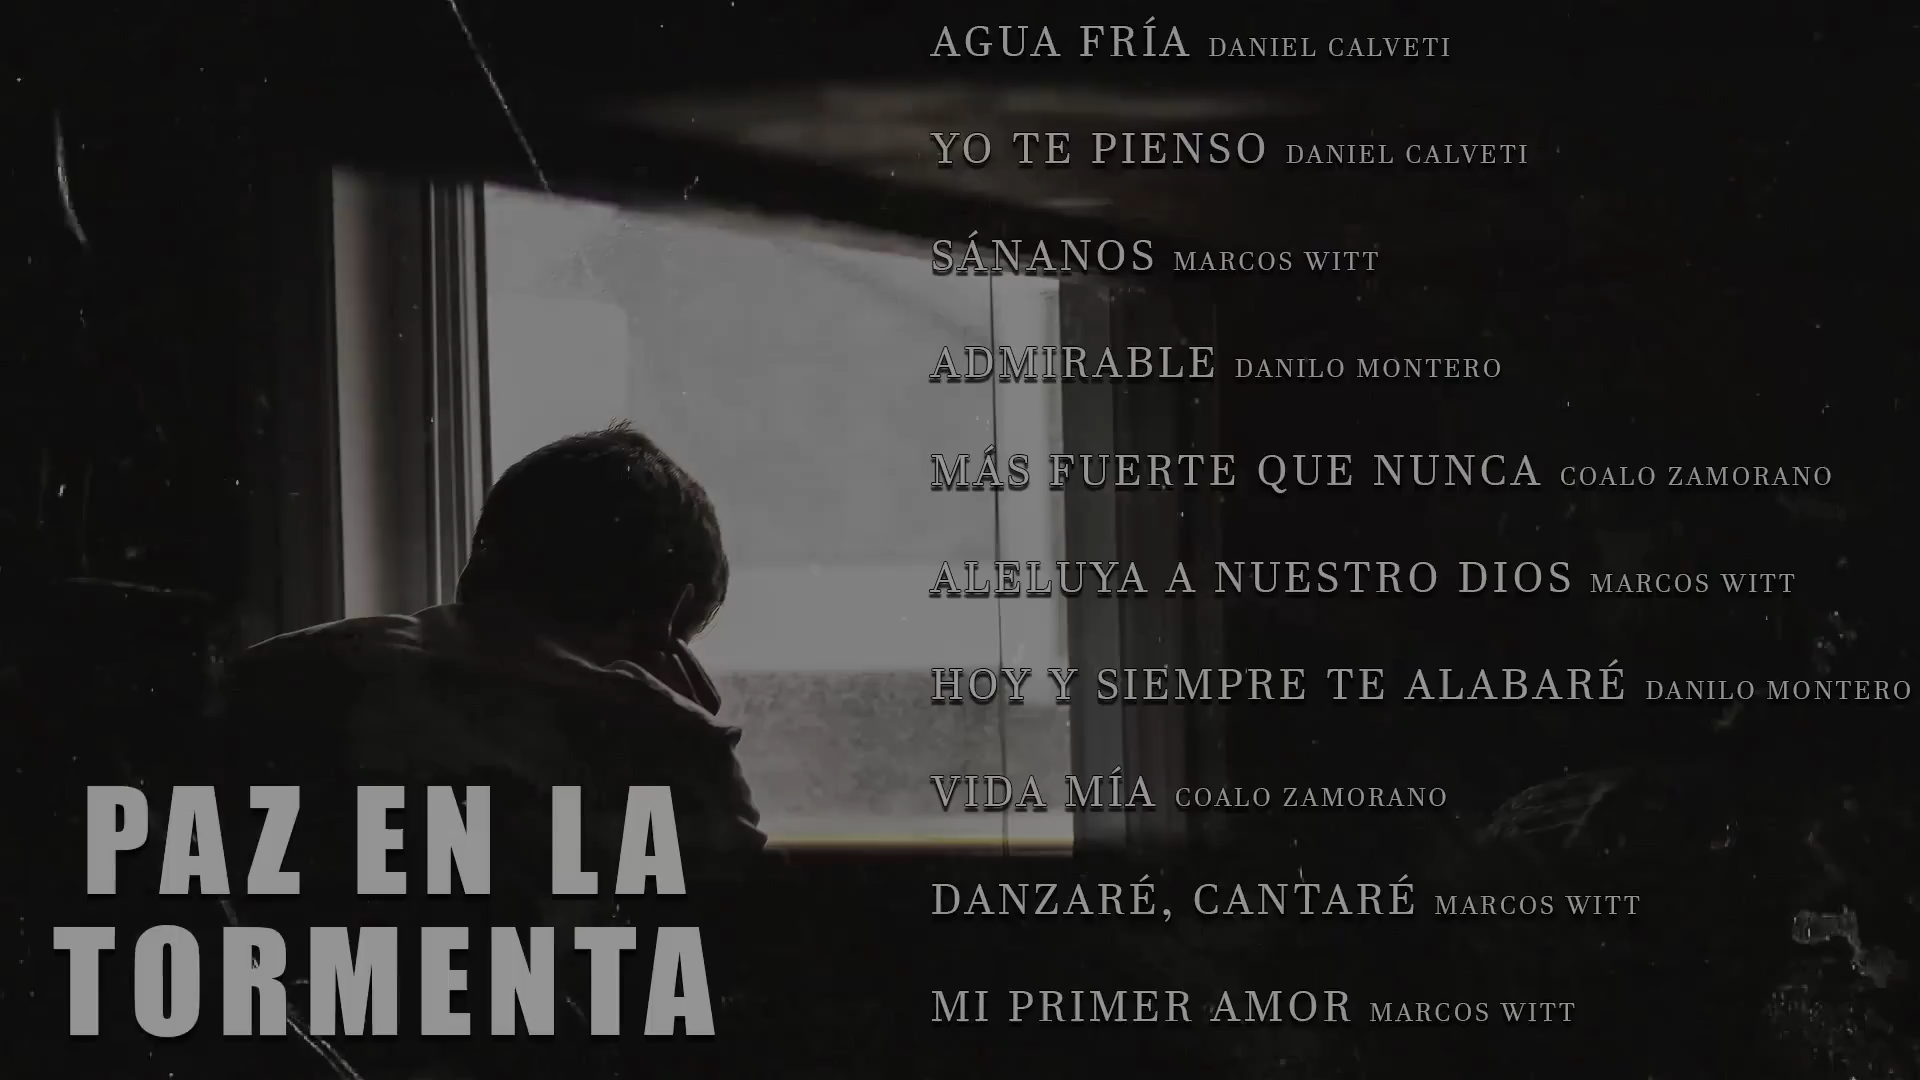 AGUA FRÍA DANIEL CALVETI
YO TE PIENSO DANIEL CALVETI
SÁNANOS MARCOS WITT
ADMIRABLE DANILO MONTERO
MÁS FUERTE QUE NUNCA COALO ZAMORANO
ALELUYA A NUESTRO DIOS MARCOS WITT
HOY Y SIEMPRE TE ALABARÉ DANILO MONTERO
VIDA MÍA COALO ZAMORANO
DANZARÉ, CANTARÉ MARCOS WITT
MI PRIMER AMOR MARCOS WITT
PAZ EN LA
TORMENTA